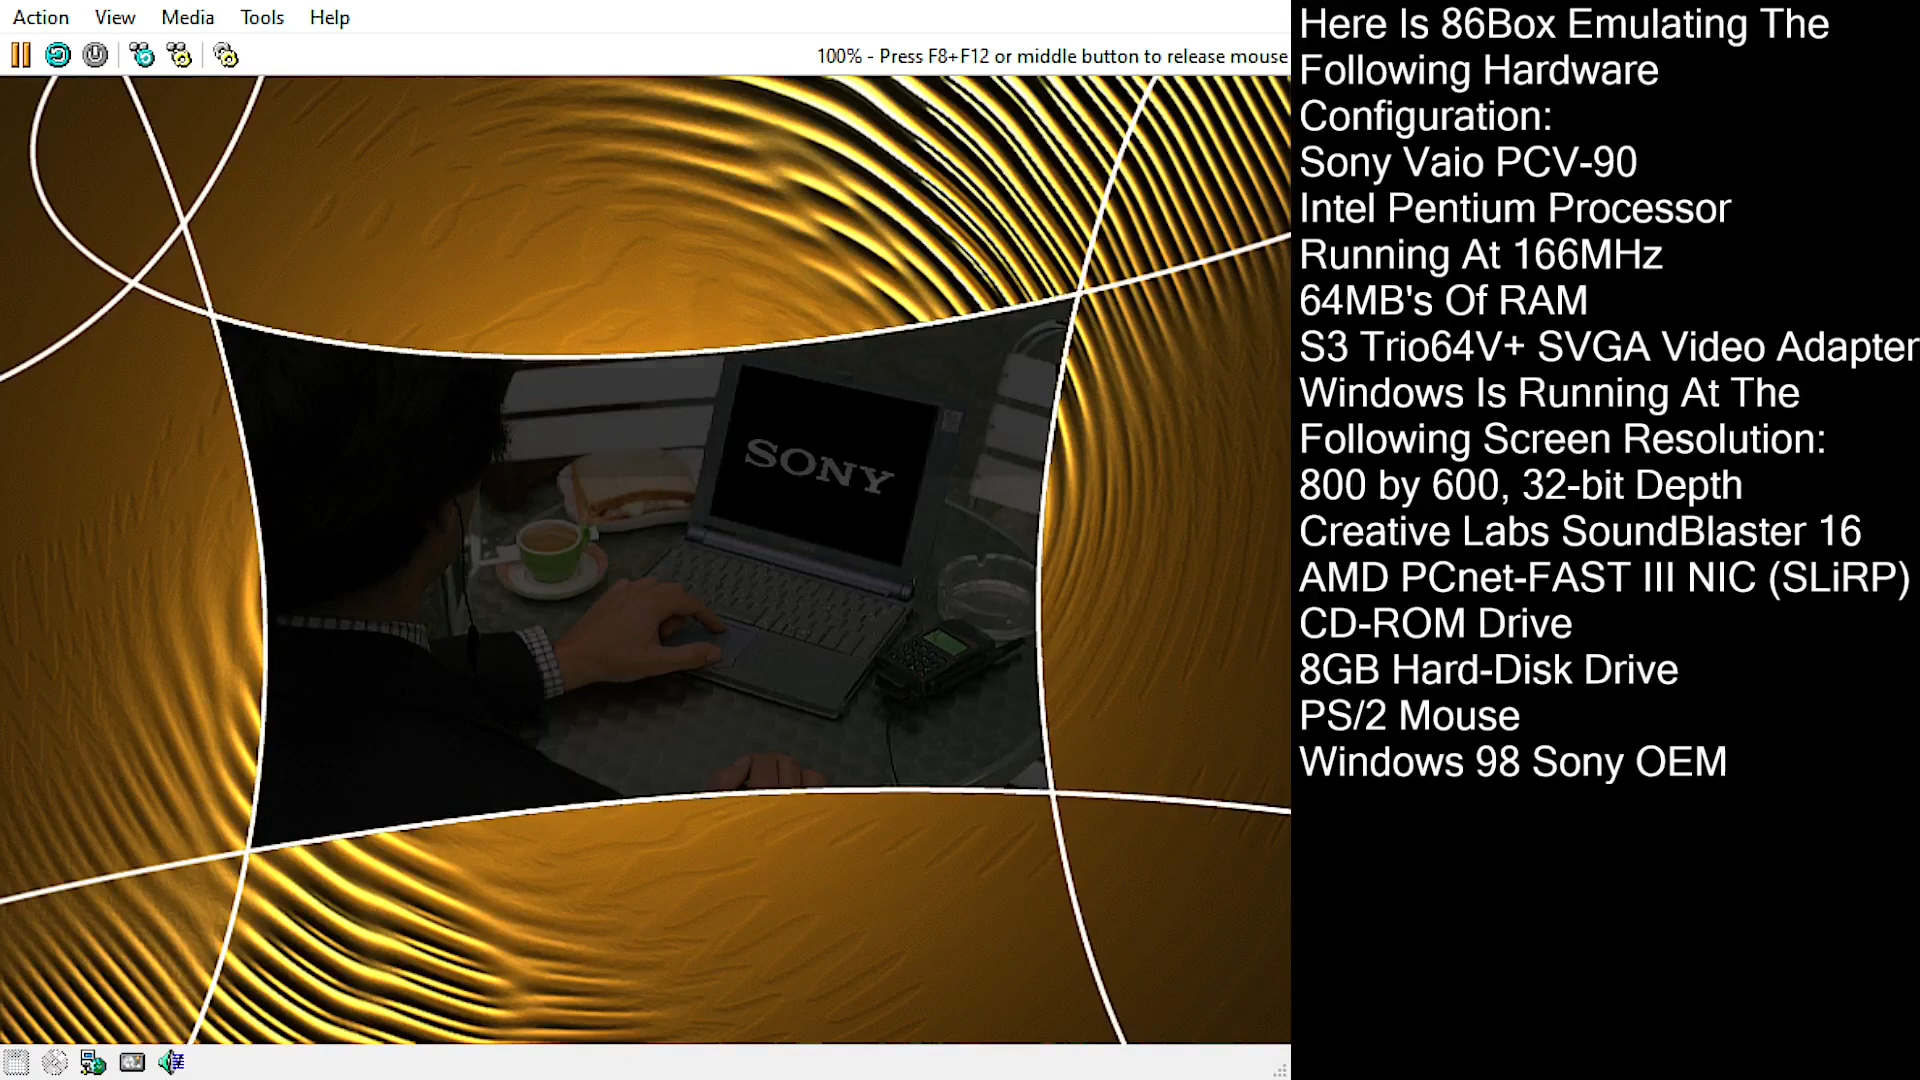 Action View Media Tools Help
100% - Press F8+F12 or middle button to release mouse
SONY
Here Is 86Box Emulating The
Following Hardware
Configuration:
Sony Vaio PCV-90
Intel Pentium Processor
Running At 166MHz
64MB's Of RAM
S3 Trio64V+ SVGA Video Adapter
Windows Is Running At The
Following Screen Resolution:
800 by 600, 32-bit Depth
Creative Labs SoundBlaster 16
AMD PCnet-FAST III NIC (SLiRP)
CD-ROM Drive
8GB Hard-Disk Drive
PS/2 Mouse
Windows 98 Sony OEM